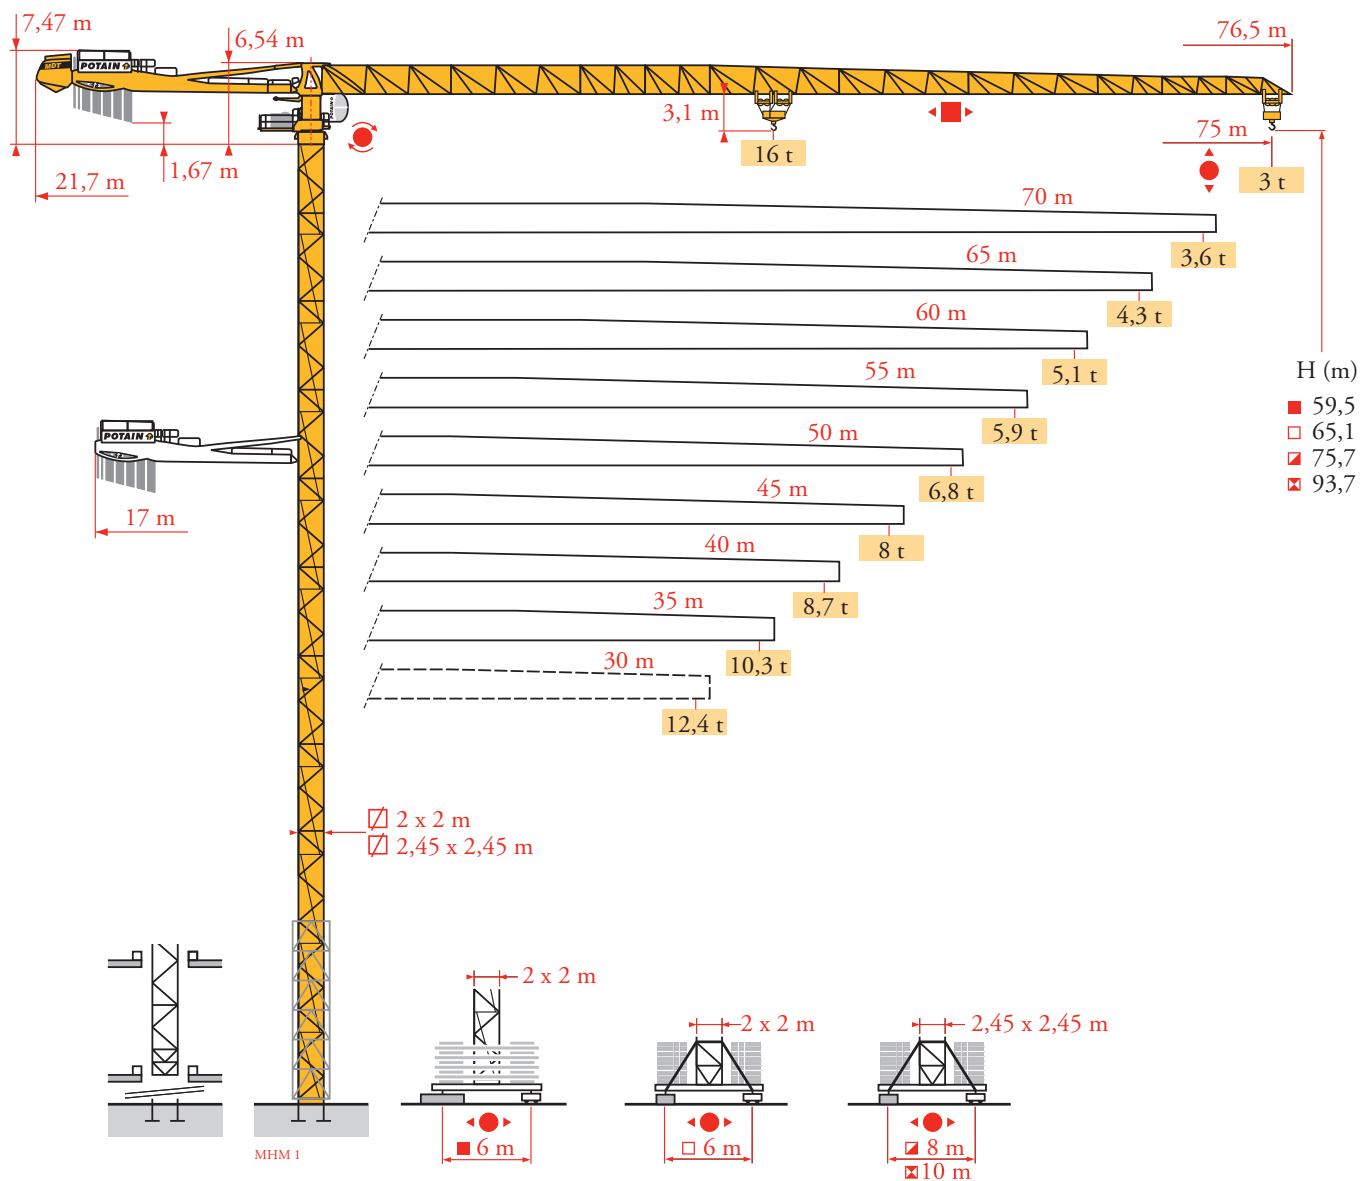 7,47 m
6,54 m
76,5 m
MDT
POTAIN
POTAIN
3,1 m
16 t
75 m
3 t
1,67 m
21,7 m
70 m
3,6 t
65 m
4,3 t
60 m
5,1 t
55 m
5,9 t
50 m
6,8 t
45 m
8 t
40 m
8,7 t
35 m
10,3 t
30 m
12,4 t
H (m)
59,5
65,1
75,7
93,7
POTAIN
17 m
2 x 2 m
2,45 x 2,45 m
2 x 2 m
2 x 2 m
2,45 x 2,45 m
6 m
6 m
8 m
10 m
MHM 1